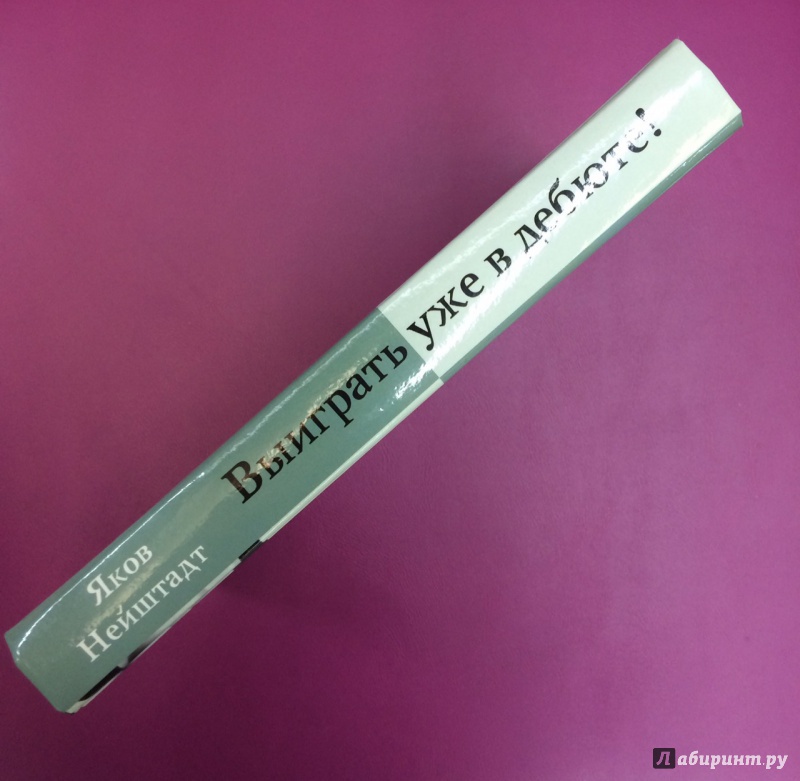 Яков
Нейштадт
Выиграть уже в дебюте!
Лабиринт.ру